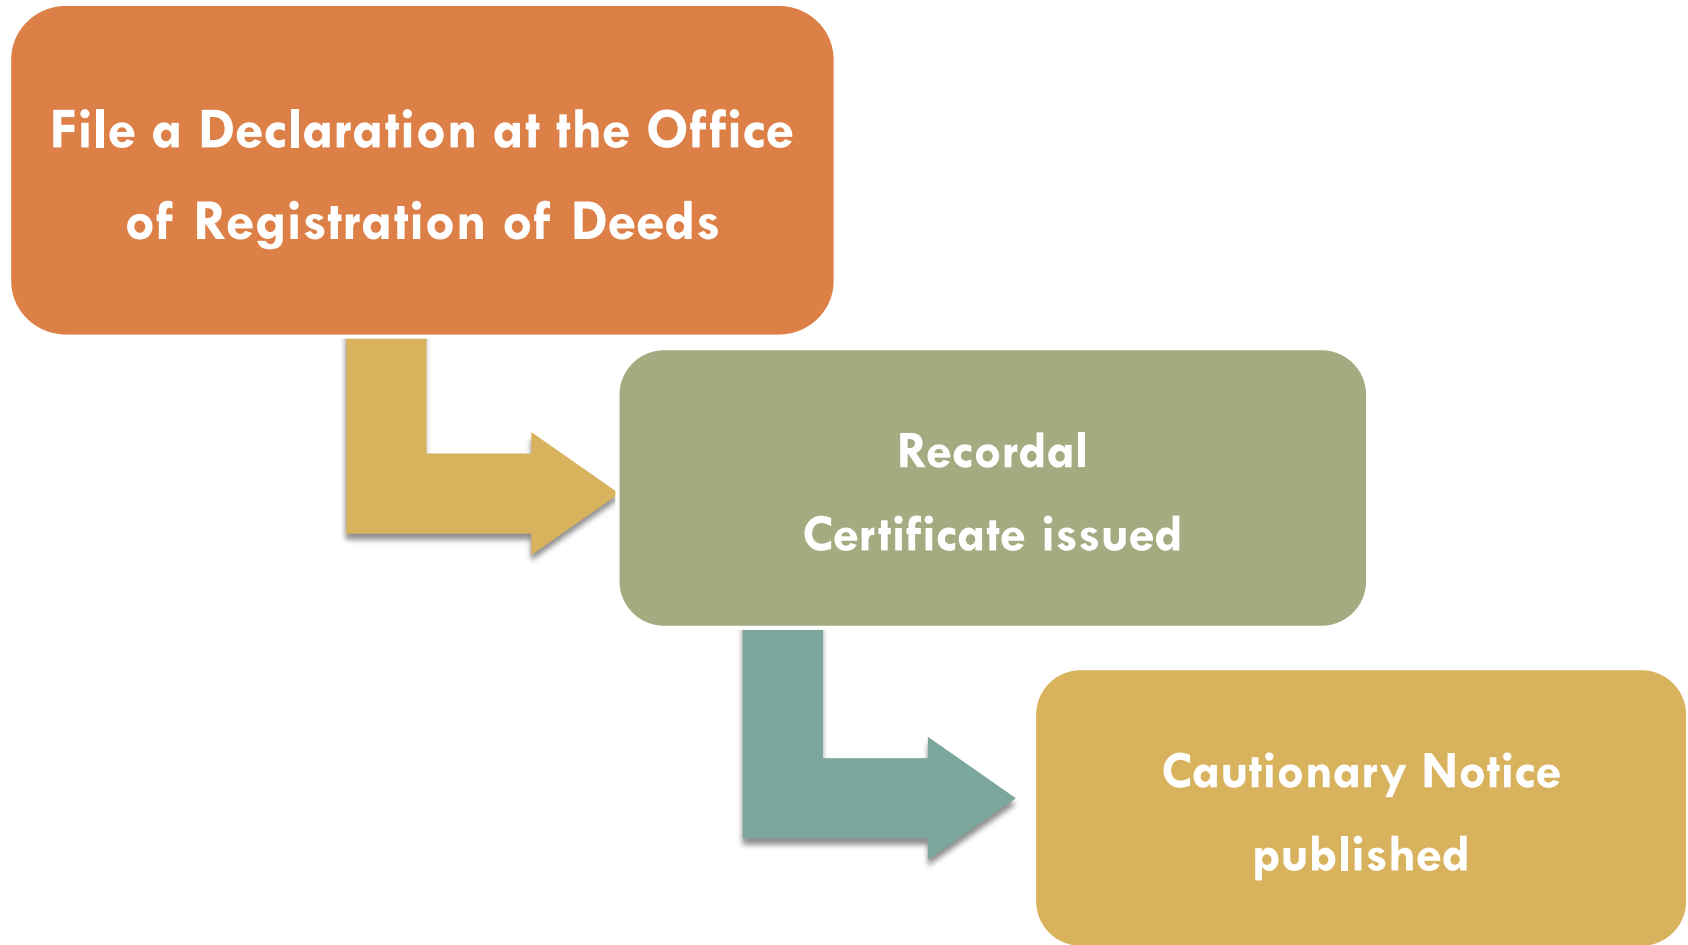 File a Declaration at the Office
of Registration of Deeds
Recordal
Certificate issued
Cautionary Notice
published